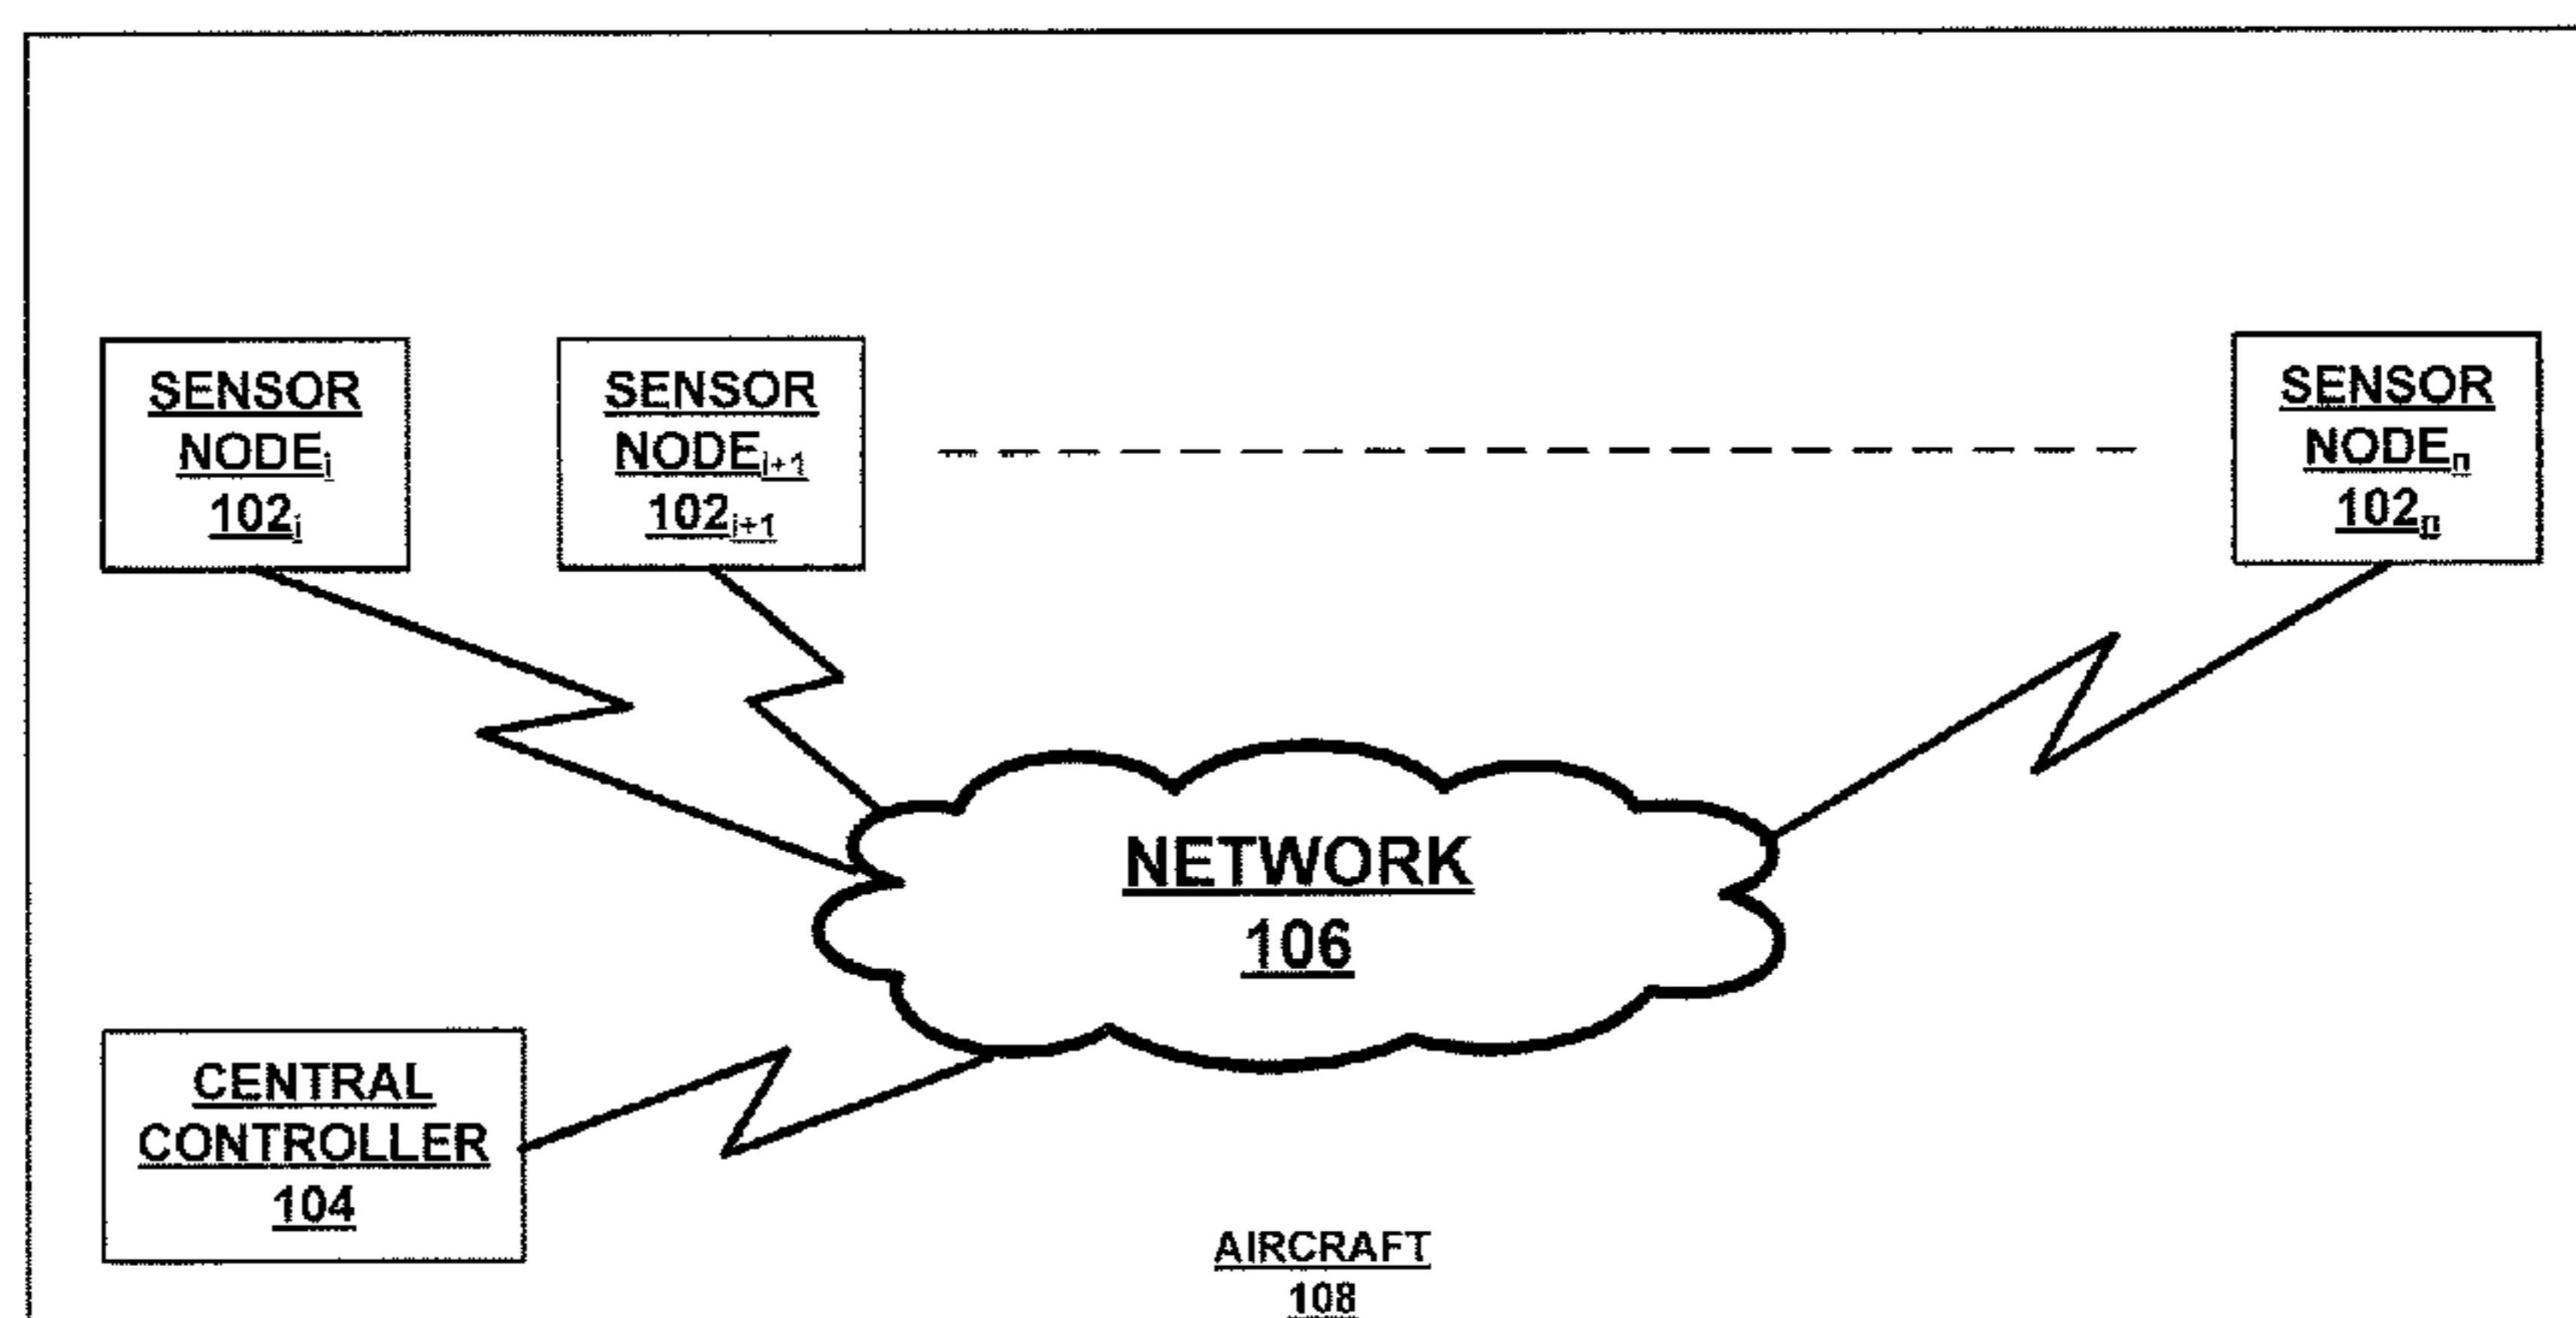 SENSOR
NODEi
102i
SENSOR
NODEi+1
102i+1
SENSOR
NODEn
102n
NETWORK
106
CENTRAL
CONTROLLER
104
AIRCRAFT
108